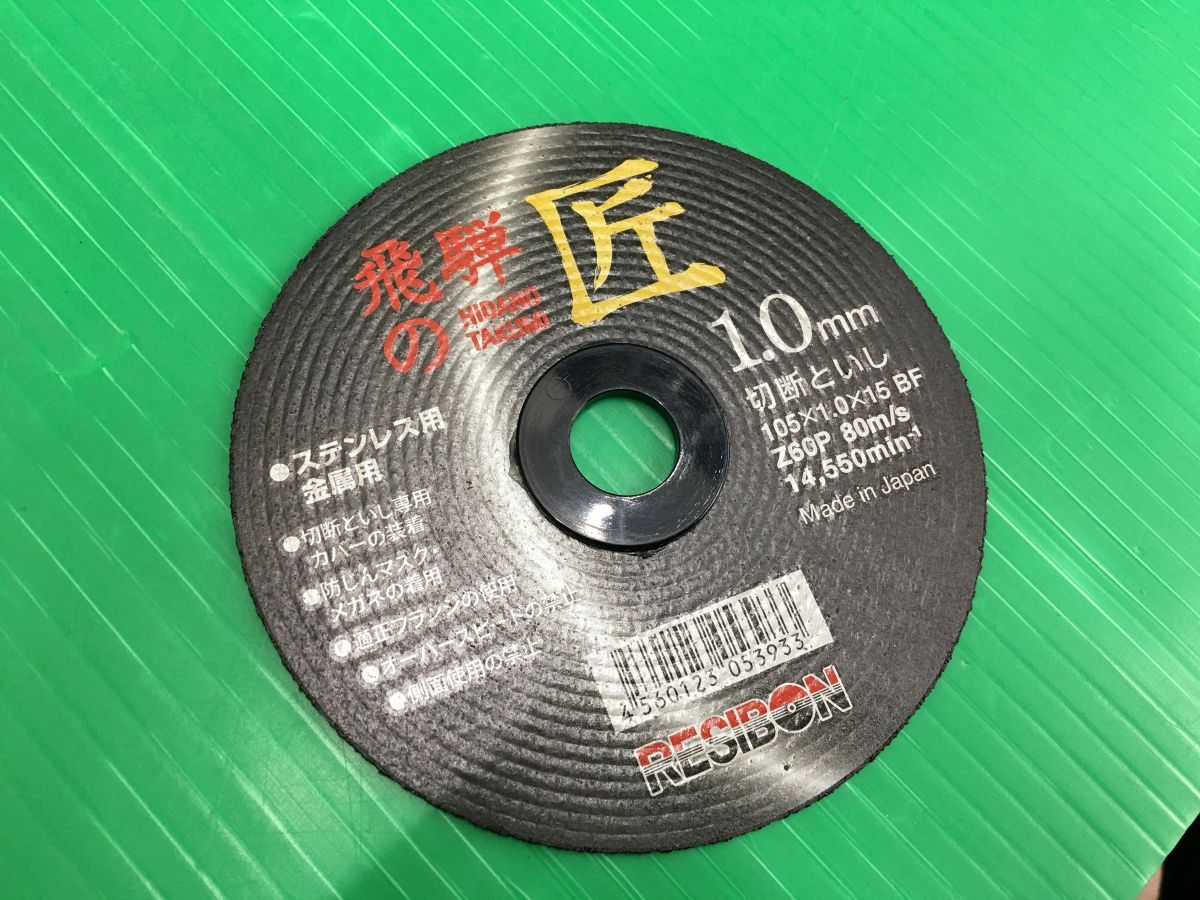 飛騨
の
HIDANO
TAKUMI
匠
1.0mm
切断といし
105×1.0×15 BF
Z60P 80m/s
14,550min-1
Made in Japan
●ステンレス用
金属用
●切断といし専用
カバーの装着
●防じんマスク・
メガネの着用
●適正フランジの使用
●オーバースピードの禁止
●側面使用の禁止
4 560123 053933
RESIBON